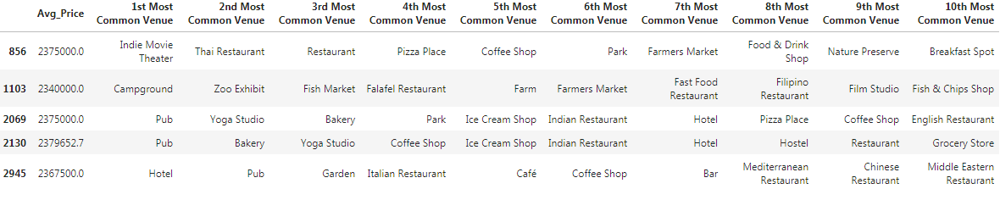 Avg_Price 1st Most Common Venue 2nd Most Common Venue 3rd Most Common Venue 4th Most Common Venue 5th Most Common Venue 6th Most Common Venue 7th Most Common Venue 8th Most Common Venue 9th Most Common Venue 10th Most Common Venue
856 2375000.0 Indie Movie Theater Thai Restaurant Restaurant Pizza Place Coffee Shop Park Farmers Market Food & Drink Shop Nature Preserve Breakfast Spot
1103 2340000.0 Campground Zoo Exhibit Fish Market Falafel Restaurant Farm Farmers Market Fast Food Restaurant Filipino Restaurant Film Studio Fish & Chips Shop
2069 2375000.0 Pub Yoga Studio Bakery Park Ice Cream Shop Indian Restaurant Hotel Pizza Place Coffee Shop English Restaurant
2130 2379652.7 Pub Bakery Yoga Studio Coffee Shop Ice Cream Shop Indian Restaurant Hotel Hostel Restaurant Grocery Store
2945 2367500.0 Hotel Pub Garden Italian Restaurant Café Coffee Shop Bar Mediterranean Restaurant Chinese Restaurant Middle Eastern Restaurant